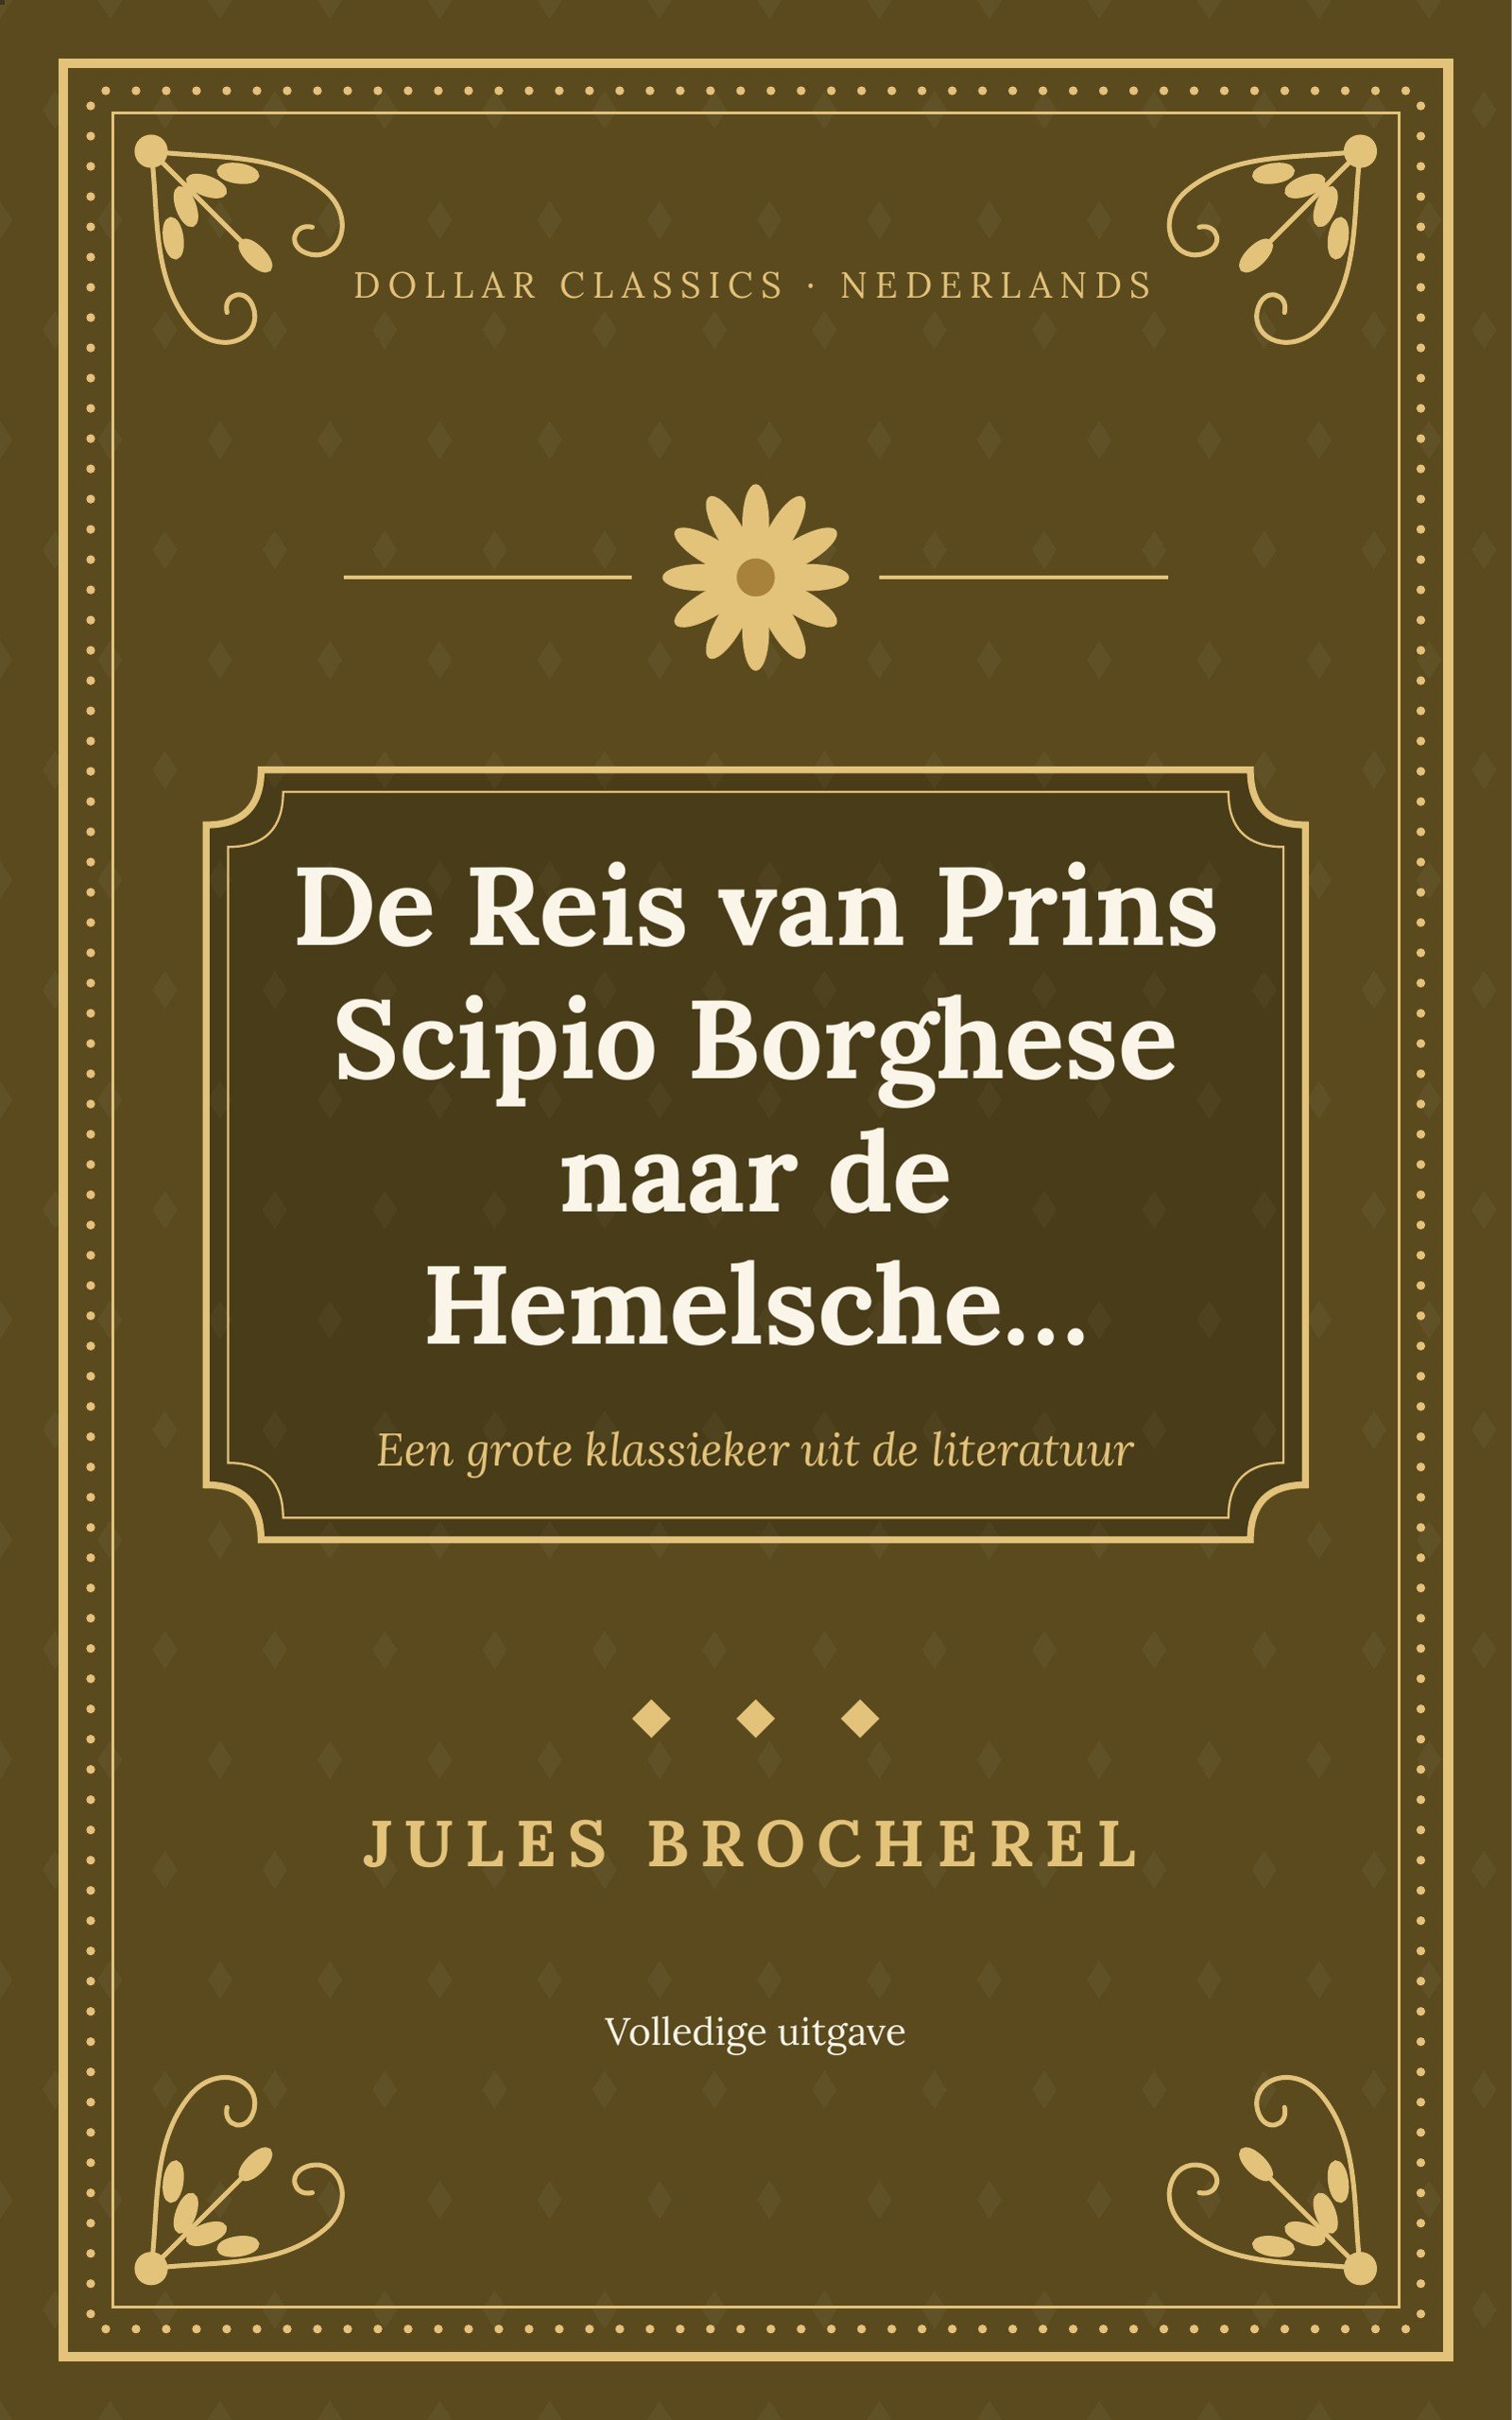 DOLLAR CLASSICS · NEDERLANDS
De Reis van Prins
Scipio Borghese
naar de
Hemelsche...
Een grote klassieker uit de literatuur
JULES BROCHEREL
Volledige uitgave